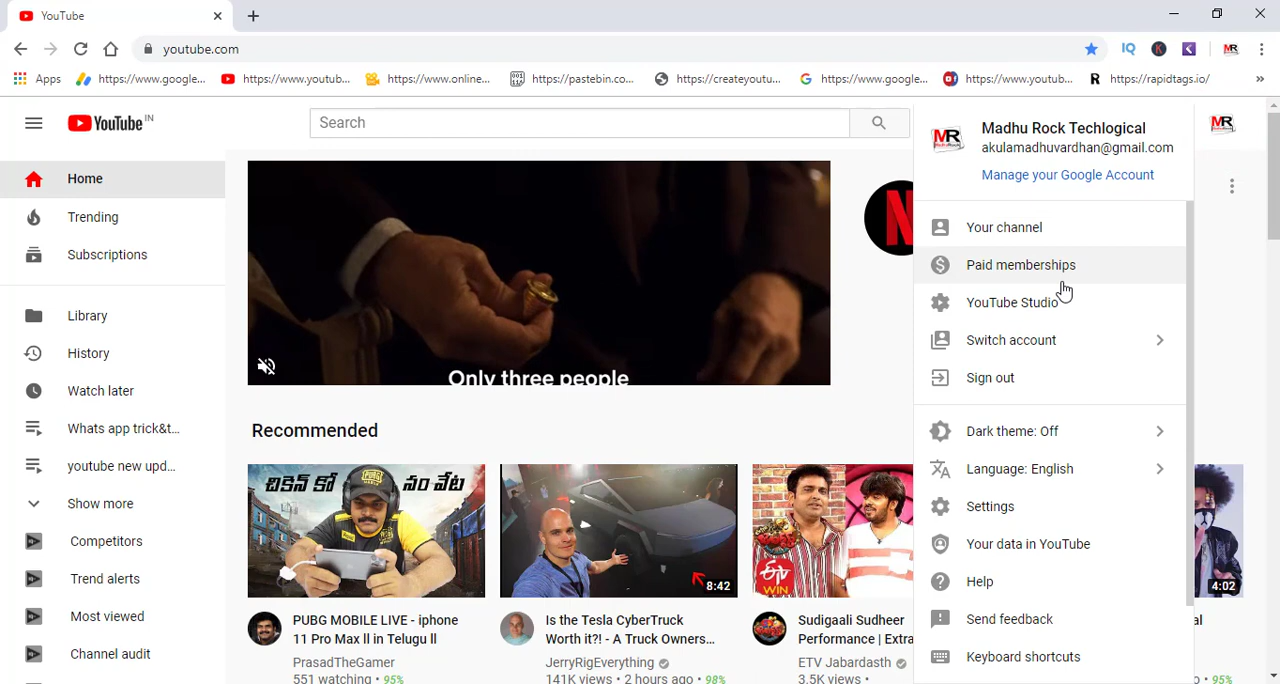 YouTube
youtube.com
IQ
K
MR
Apps
https://www.google...
https://www.youtub...
https://www.online...
https://pastebin.co...
https://createyoutu...
https://www.google...
https://www.youtub...
R
https://rapidtags.io/
YouTube IN
Search
MR
Madhu Rock Techlogical
akulamadhuvardhan@gmail.com
Manage your Google Account
MR
Home
Trending
Subscriptions
Library
History
Watch later
Whats app trick&t...
youtube new upd...
Show more
Competitors
Trend alerts
Most viewed
Channel audit
Only three people
Your channel
Paid memberships
YouTube Studio
Switch account
Sign out
Dark theme: Off
Language: English
Settings
Your data in YouTube
Help
Send feedback
Keyboard shortcuts
Recommended
చికెన్ కో
నం వేట
8:42
WIN
4:02
PUBG MOBILE LIVE - iphone
11 Pro Max ll in Telugu ll
PrasadTheGamer
551 watching • 95%
Is the Tesla CyberTruck
Worth it?! - A Truck Owners...
JerryRigEverything
141K views • 2 hours ago • 98%
Sudigaali Sudheer
Performance | Extra
ETV Jabardasth
3.5K views •
al
95%